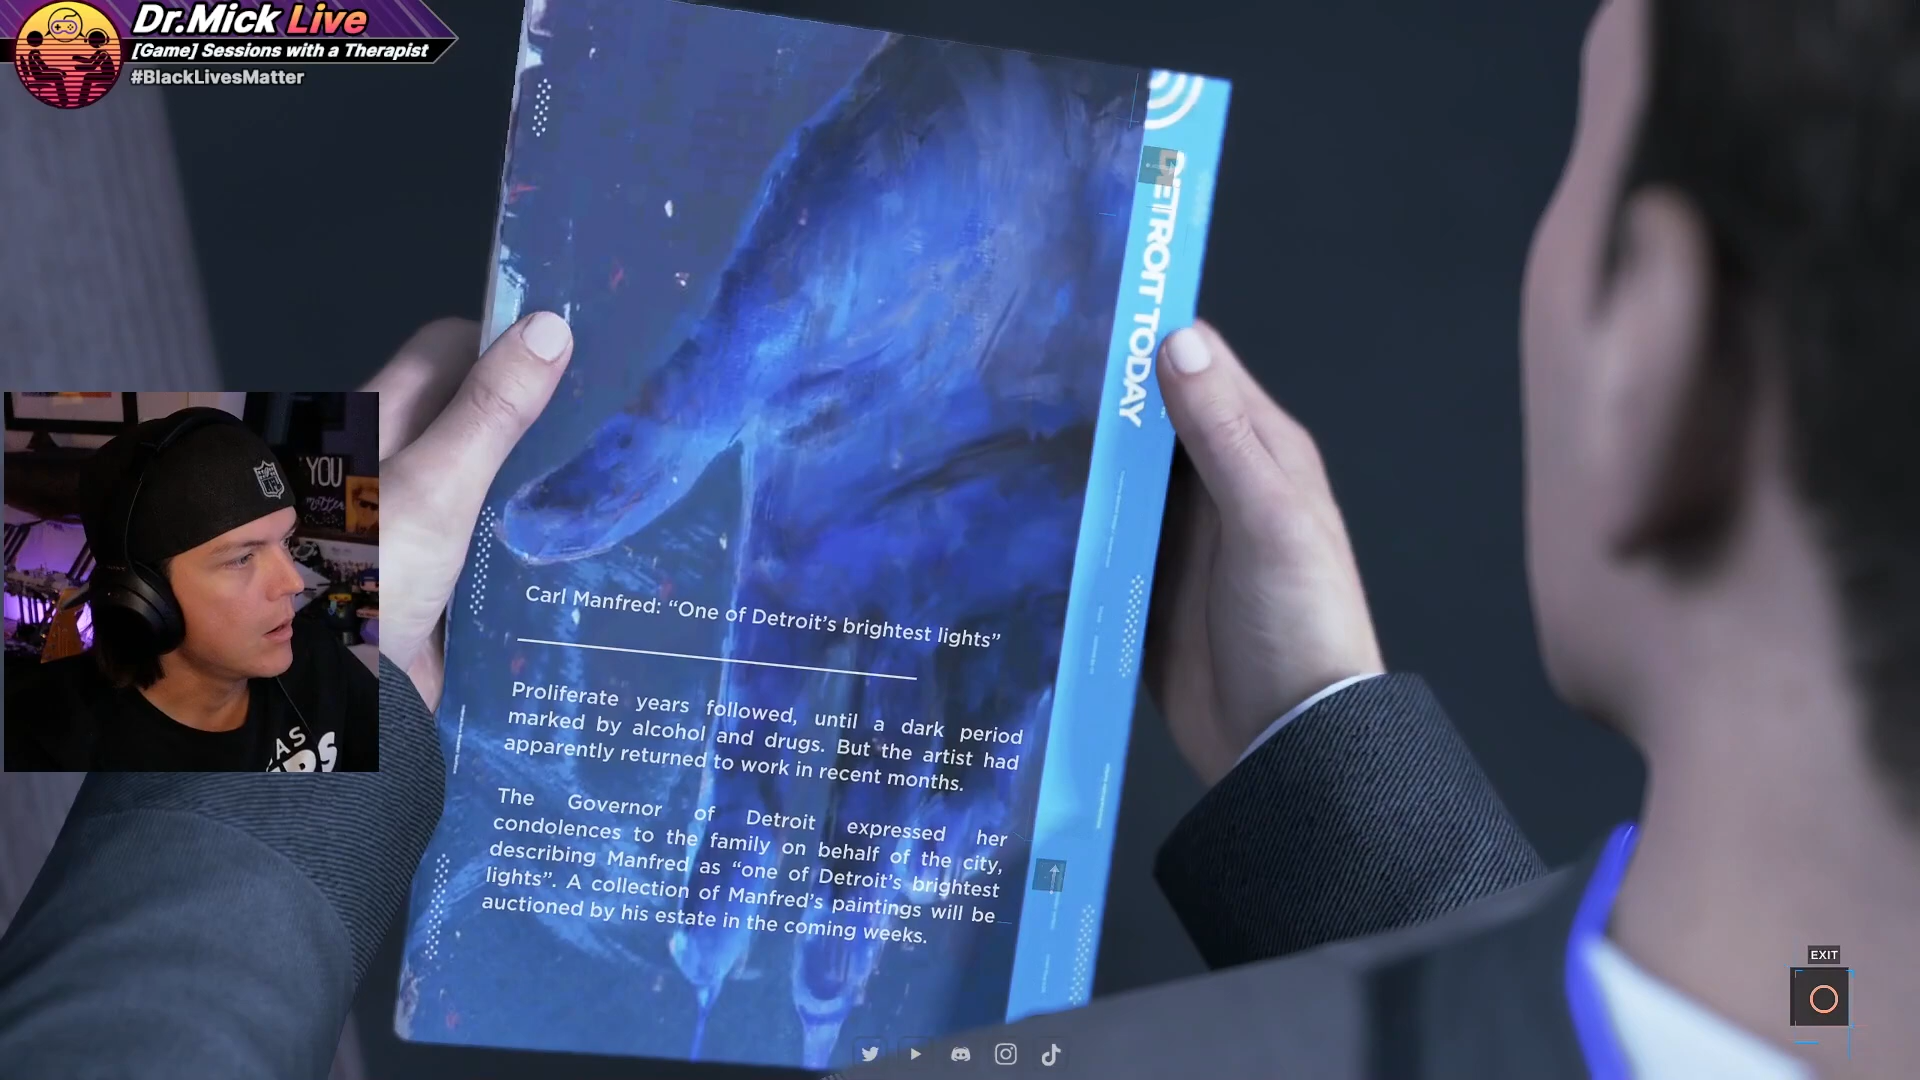 Dr.Mick Live
[Game] Sessions with a Therapist
#BlackLivesMatter
DETROIT TODAY
YOU
matter
Carl Manfred: “One of Detroit’s brightest lights”
Proliferate years followed, until a dark period
marked by alcohol and drugs. But the artist had
apparently returned to work in recent months.
The Governor of Detroit expressed her
condolences to the family on behalf of the city,
describing Manfred as “one of Detroit’s brightest
lights”. A collection of Manfred’s paintings will be
auctioned by his estate in the coming weeks.
EXIT